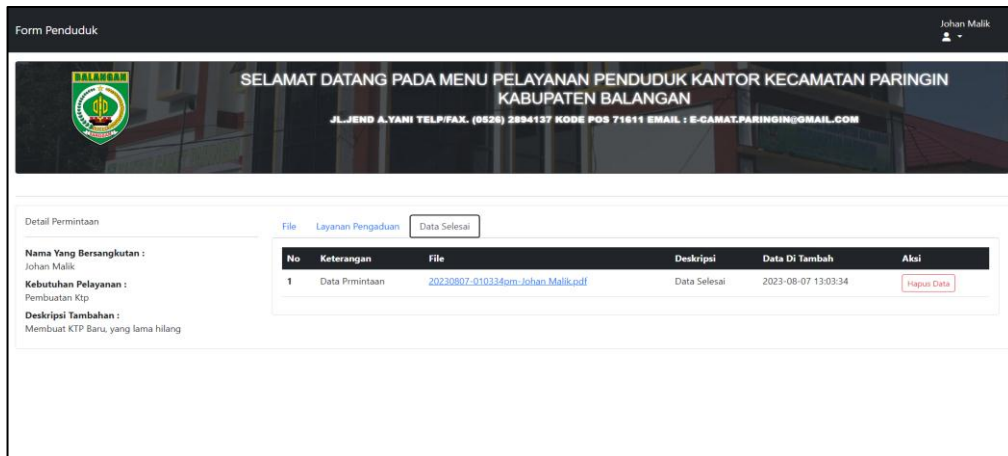 Form Penduduk
Johan Malik
BALANGAN
SELAMAT DATANG PADA MENU PELAYANAN PENDUDUK KANTOR KECAMATAN PARINGIN
KABUPATEN BALANGAN
JL.JEND A.YANI TELP/FAX. (0526) 2894137 KODE POS 71611 EMAIL : E-CAMAT.PARINGIN@GMAIL.COM
Detail Permintaan
Nama Yang Bersangkutan :
Johan Malik
Kebutuhan Pelayanan :
Pembuatan Ktp
Deskripsi Tambahan :
Membuat KTP Baru, yang lama hilang
File Layanan Pengaduan Data Selesai
No Keterangan File Deskripsi Data Di Tambah Aksi
1 Data Prmintaan 20230807-010334pm-Johan Malik.pdf Data Selesai 2023-08-07 13:03:34 Hapus Data